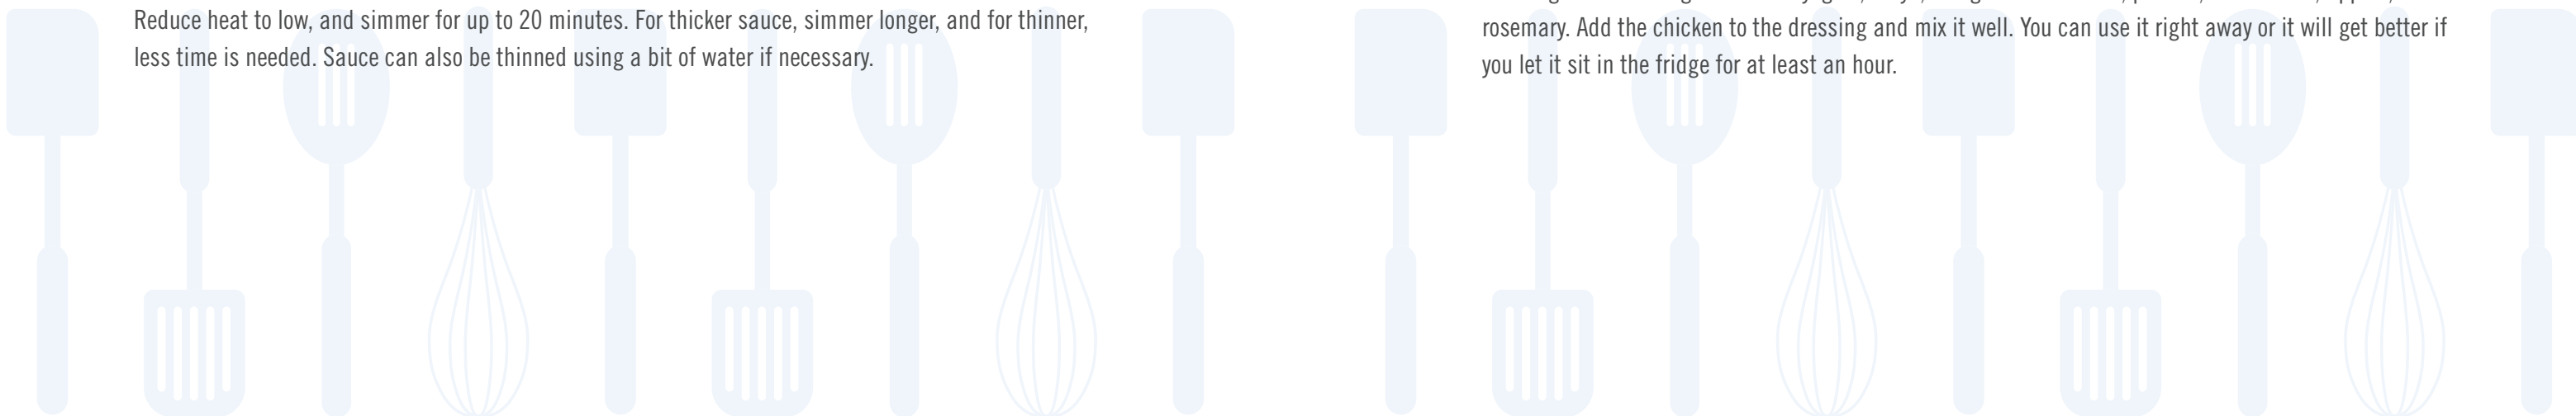 Reduce heat to low, and simmer for up to 20 minutes. For thicker sauce, simmer longer, and for thinner,
less time is needed. Sauce can also be thinned using a bit of water if necessary.
rosemary. Add the chicken to the dressing and mix it well. You can use it right away or it will get better if
you let it sit in the fridge for at least an hour.